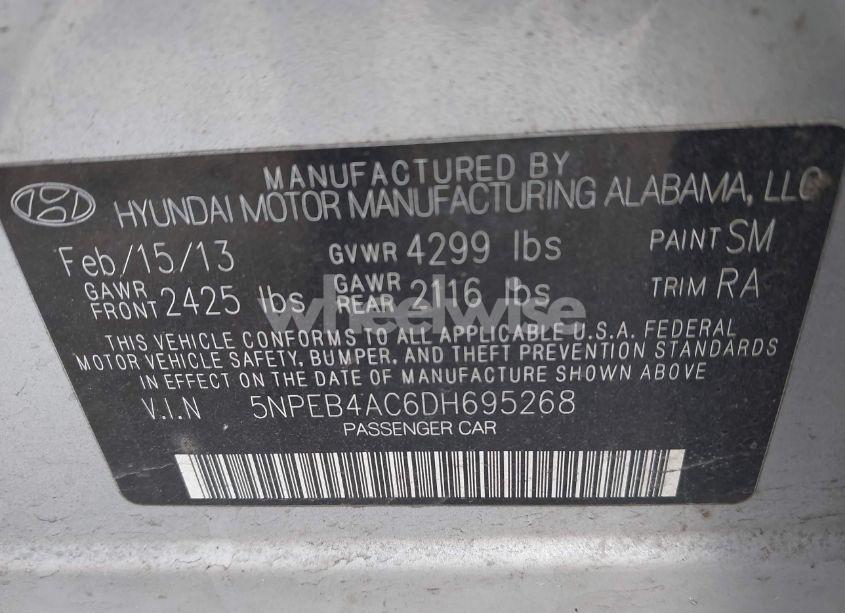 MANUFACTURED BY
HYUNDAI MOTOR MANUFACTURING ALABAMA, LLC
Feb/15/13 GVWR 4299 lbs PAINT SM
GAWR FRONT 2425 lbs GAWR REAR 2116 lbs TRIM RA
wheelwise
THIS VEHICLE CONFORMS TO ALL APPLICABLE U.S.A. FEDERAL
MOTOR VEHICLE SAFETY, BUMPER, AND THEFT PREVENTION STANDARDS
IN EFFECT ON THE DATE OF MANUFACTURE SHOWN ABOVE
V.I.N 5NPEB4AC6DH695268
PASSENGER CAR